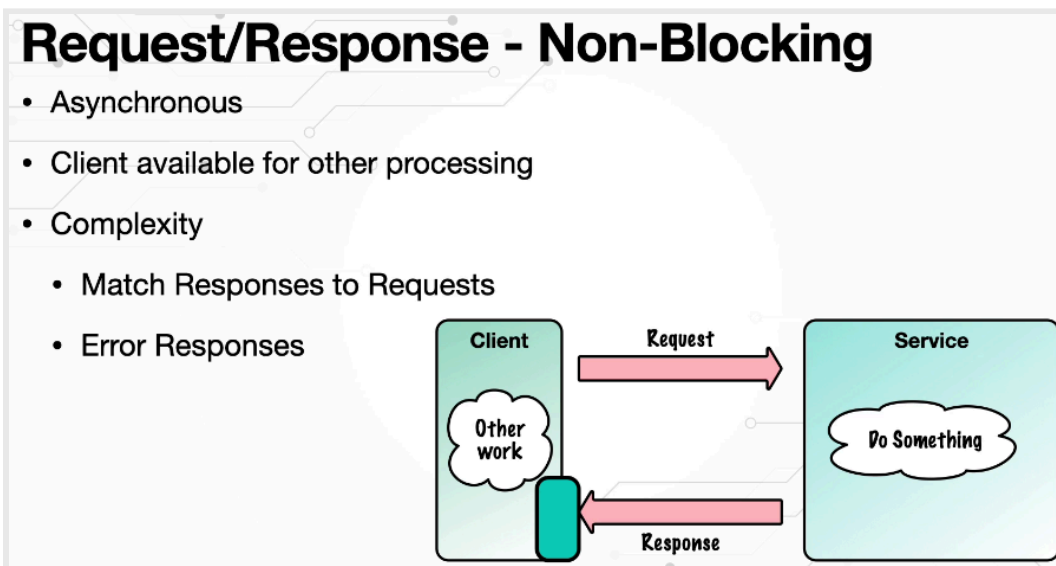 Request/Response - Non-Blocking
• Asynchronous
• Client available for other processing
• Complexity
• Match Responses to Requests
• Error Responses
Client
Request
Service
Other
work
Do Something
Response